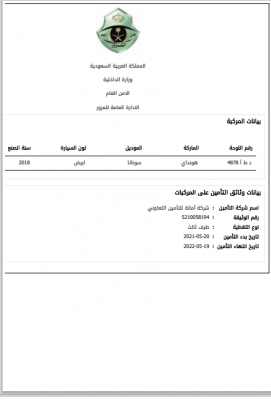 المملكة العربية السعودية
وزارة الداخلية
الامن العام
الادارة العامة للمرور
بيانات المركبة
رقم اللوحة الماركة الموديل لون السيارة سنة الصنع
د ط أ 4878 هونداي سوناتا ابيض 2018
بيانات وثائق التأمين على المركبات
اسم شركة التأمين : شركة أمانة للتأمين التعاوني
رقم الوثيقة : 5210058194
نوع التغطية : طرف ثالث
تاريخ بدء التأمين : 2021-05-20
تاريخ انتهاء التأمين : 2022-05-19